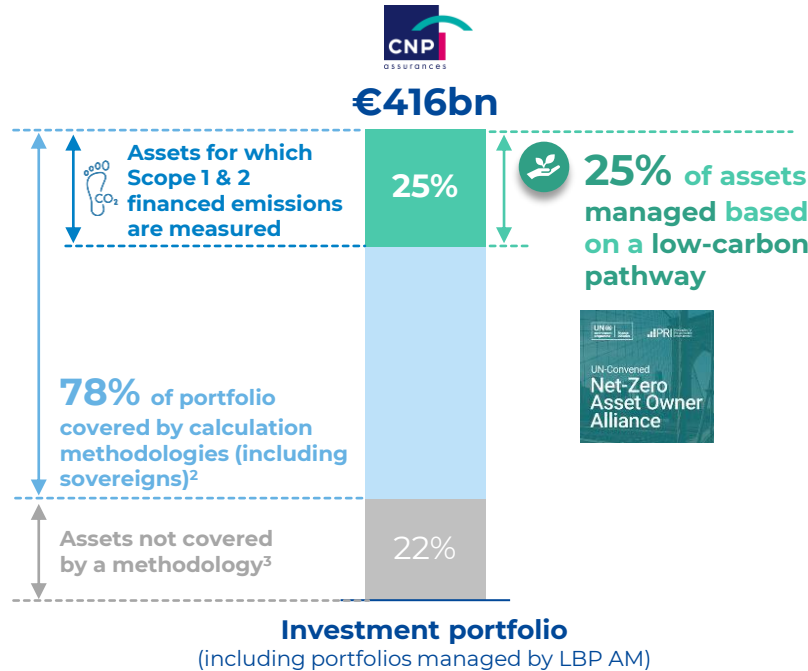 CNP
assurances
€416bn
Assets for which
Scope 1 & 2
financed emissions
are measured
CO₂
25%
25% of assets
managed based
on a low-carbon
pathway
UN
PRI
UN-Convened
Net-Zero
Asset Owner
Alliance
78% of portfolio
covered by calculation
methodologies (including
sovereigns)²
Assets not covered
by a methodology³
22%
Investment portfolio
(including portfolios managed by LBP AM)